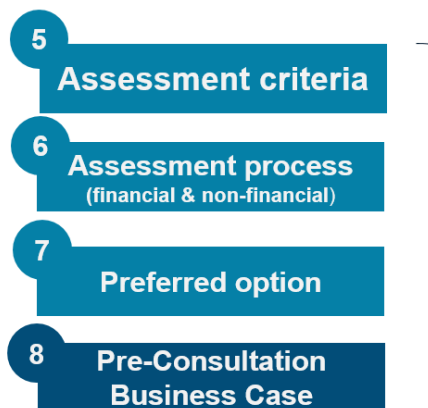 5
Assessment criteria
6
Assessment process
(financial & non-financial)
7
Preferred option
8
Pre-Consultation
Business Case